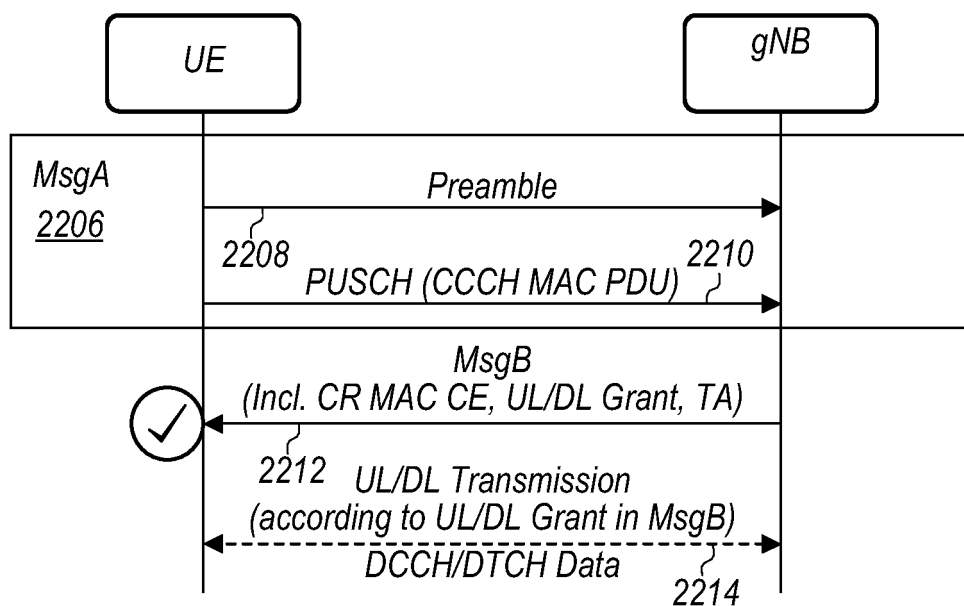 UE
gNB
MsgA
2206
Preamble
2208
2210
PUSCH (CCCH MAC PDU)
MsgB
(Incl. CR MAC CE, UL/DL Grant, TA)
2212
UL/DL Transmission
(according to UL/DL Grant in MsgB)
DCCH/DTCH Data
2214